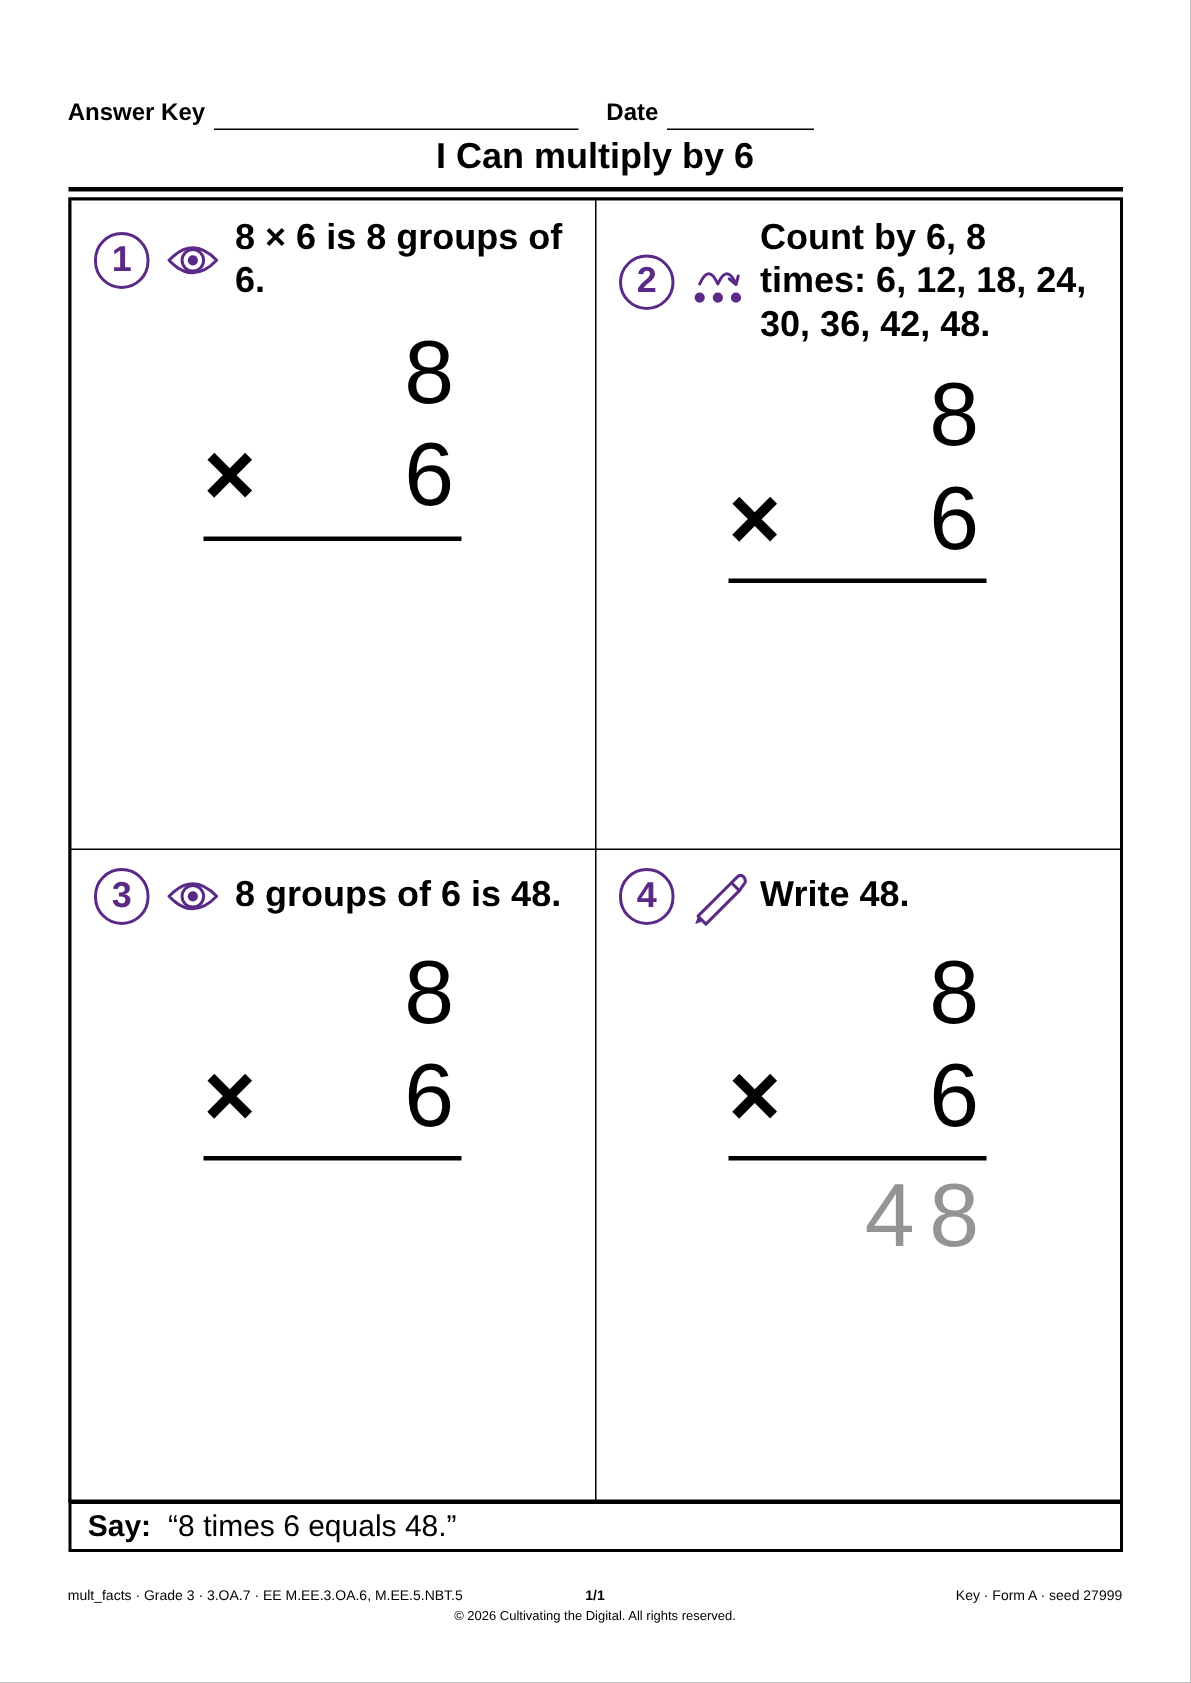 Answer Key ____________ Date ______
I Can multiply by 6
1 8 × 6 is 8 groups of
6.
8
× 6
2 Count by 6, 8
times: 6, 12, 18, 24,
30, 36, 42, 48.
8
× 6
3 8 groups of 6 is 48.
8
× 6
4 Write 48.
8
× 6
48
Say: “8 times 6 equals 48.”
mult_facts · Grade 3 · 3.OA.7 · EE M.EE.3.OA.6, M.EE.5.NBT.5 1/1 Key · Form A · seed 27999
© 2026 Cultivating the Digital. All rights reserved.